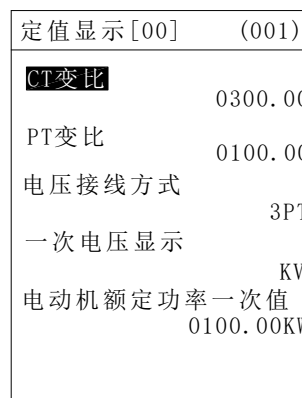 定值显示[00] (001)
CT变比
0300.00
PT变比
0100.00
电压接线方式
3PT
一次电压显示
KV
电动机额定功率一次值
0100.00KW